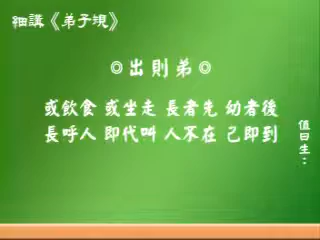 細講《弟子規》
◎出則弟◎
或飲食 或坐走 長者先 幼者後
長呼人 即代叫 人不在 己即到
值日生：